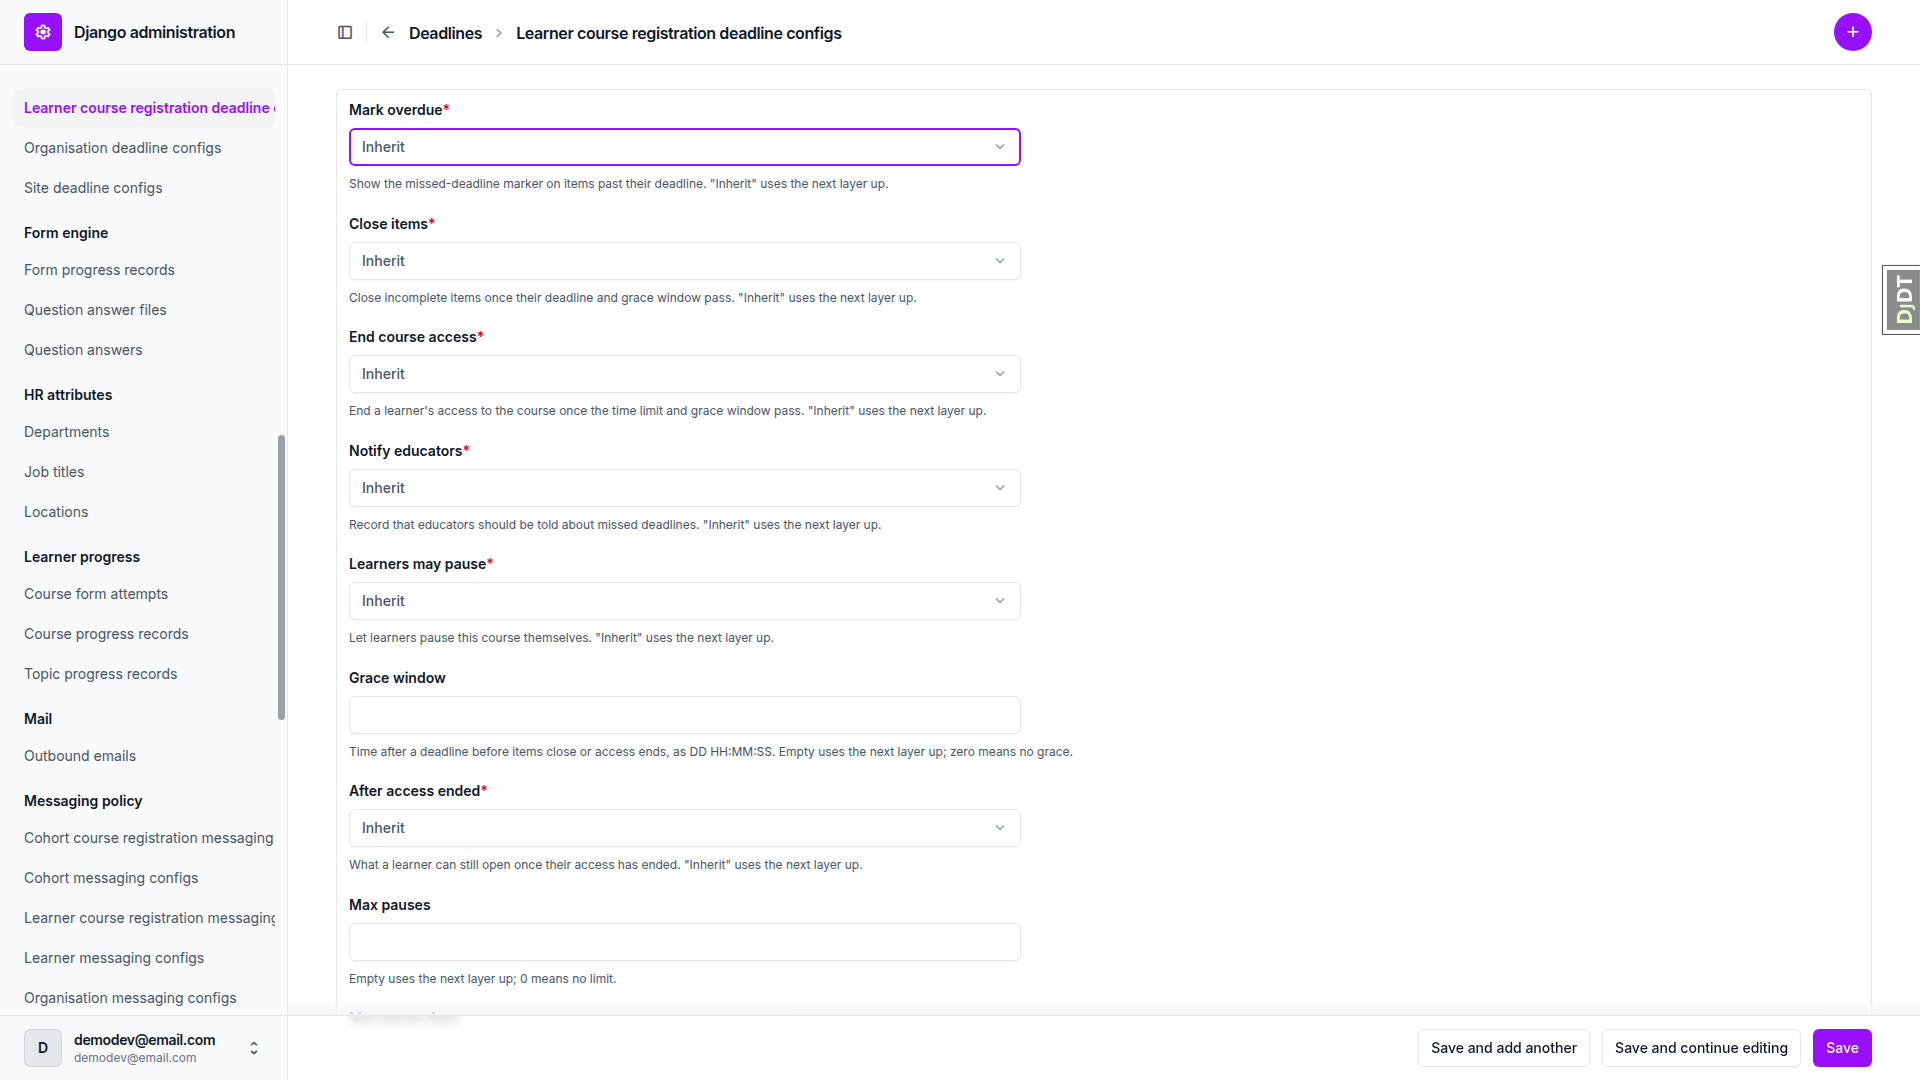 Django administration
Learner course registration deadline
Organisation deadline configs
Site deadline configs
Form engine
Form progress records
Question answer files
Question answers
HR attributes
Departments
Job titles
Locations
Learner progress
Course form attempts
Course progress records
Topic progress records
Mail
Outbound emails
Messaging policy
Cohort course registration messaging
Cohort messaging configs
Learner course registration messaging
Learner messaging configs
Organisation messaging configs
D
demodev@email.com
demodev@email.com
Deadlines
Learner course registration deadline configs
Mark overdue*
Inherit
Show the missed-deadline marker on items past their deadline. "Inherit" uses the next layer up.
Close items*
Inherit
Close incomplete items once their deadline and grace window pass. "Inherit" uses the next layer up.
End course access*
Inherit
End a learner's access to the course once the time limit and grace window pass. "Inherit" uses the next layer up.
Notify educators*
Inherit
Record that educators should be told about missed deadlines. "Inherit" uses the next layer up.
Learners may pause*
Inherit
Let learners pause this course themselves. "Inherit" uses the next layer up.
Grace window
Time after a deadline before items close or access ends, as DD HH:MM:SS. Empty uses the next layer up; zero means no grace.
After access ended*
Inherit
What a learner can still open once their access has ended. "Inherit" uses the next layer up.
Max pauses
Empty uses the next layer up; 0 means no limit.
Save and add another
Save and continue editing
Save
DjDT